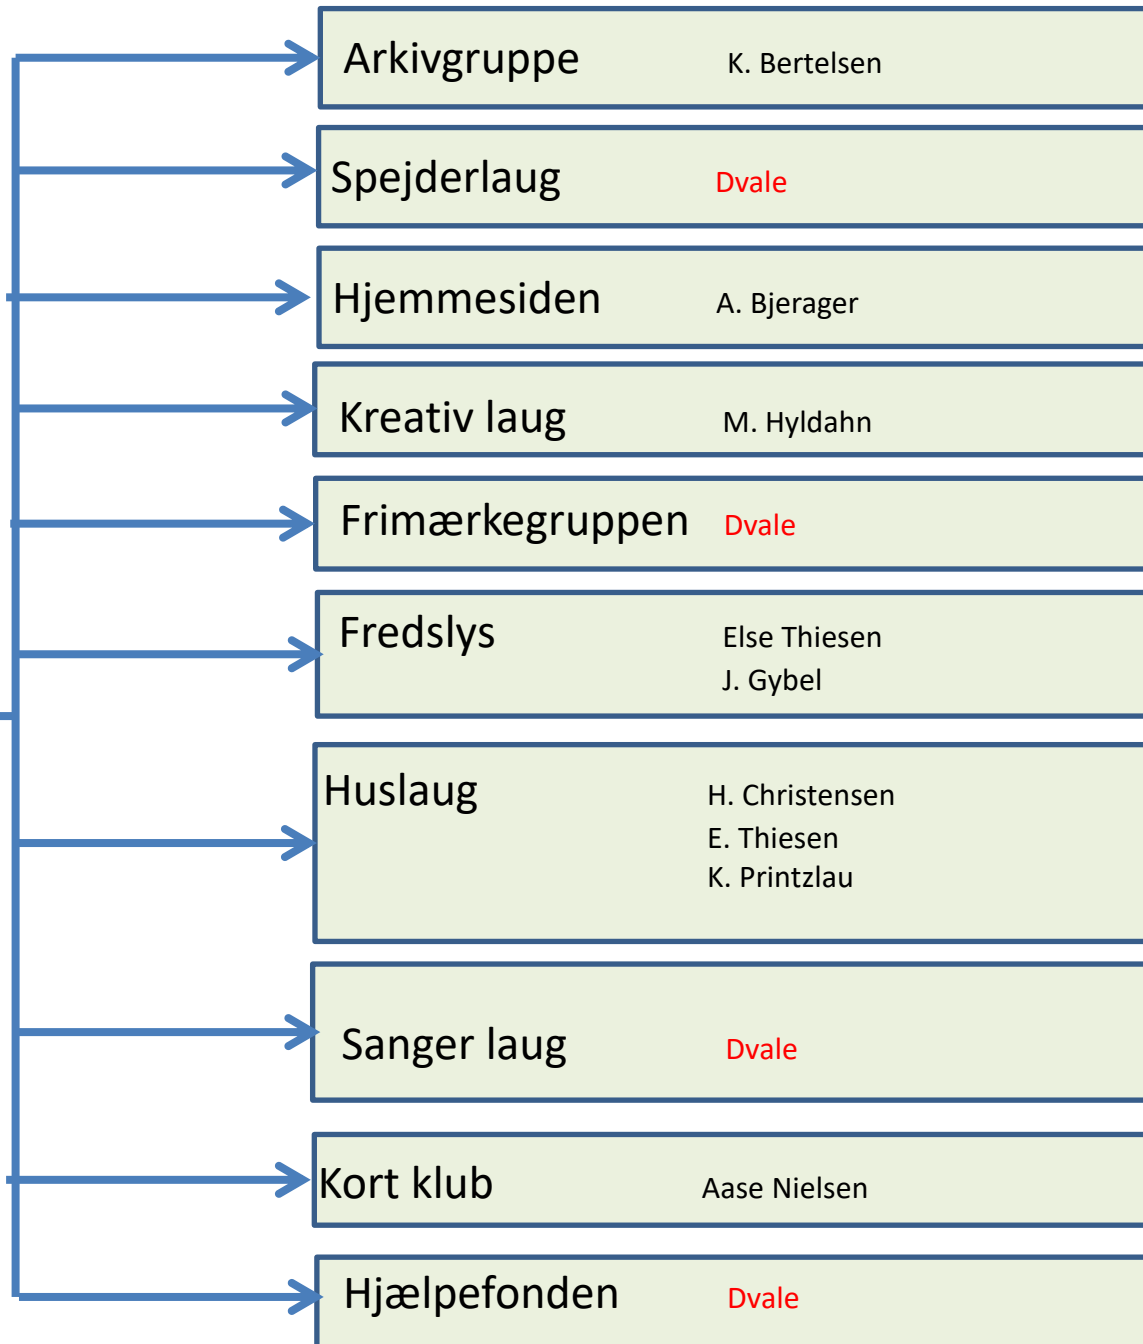 Arkivgruppe K. Bertelsen
Spejderlaug Dvale
Hjemmesiden A. Bjerager
Kreativ laug M. Hyldahn
Frimærkegruppen Dvale
Fredslys Else Thiesen
J. Gybel
Huslaug H. Christensen
E. Thiesen
K. Printzlau
Sanger laug Dvale
Kort klub Aase Nielsen
Hjælpefonden Dvale